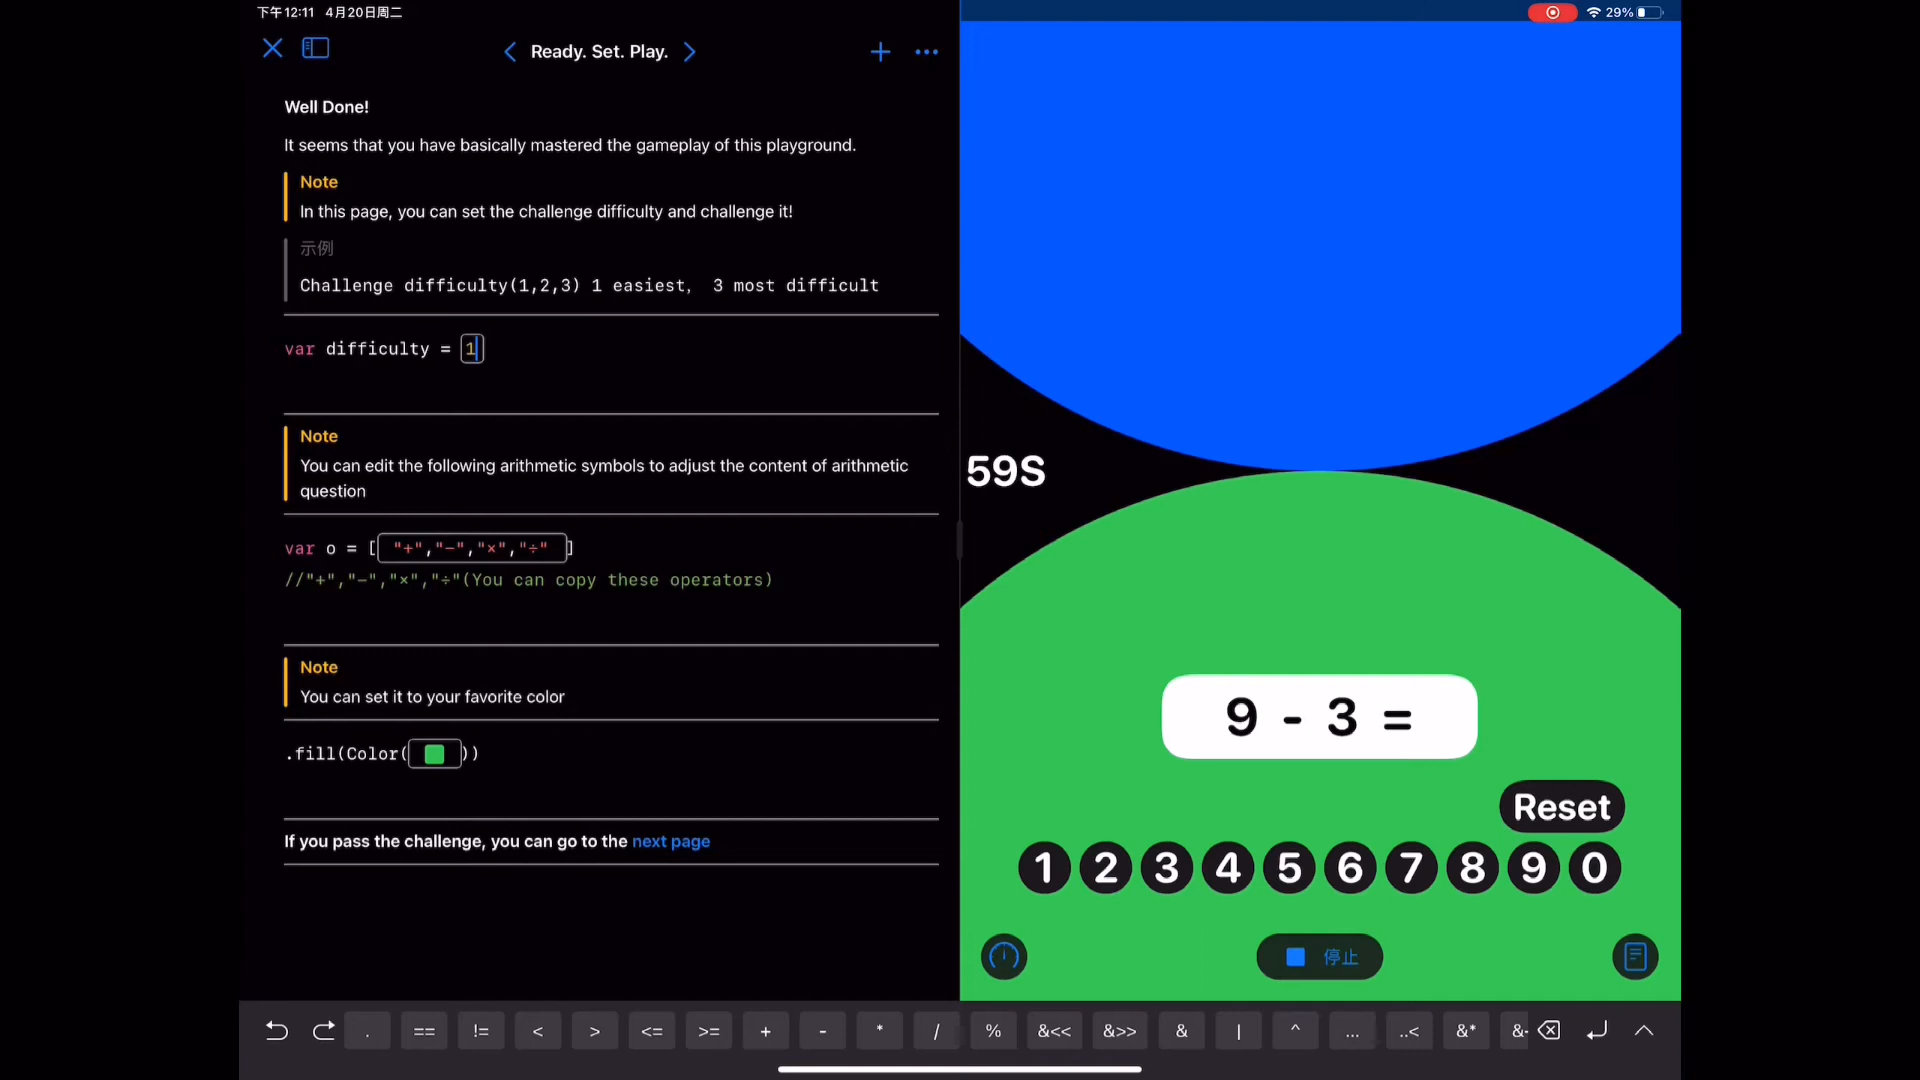 下午12:11 4月20日周二
29%
Ready. Set. Play.
Well Done!
It seems that you have basically mastered the gameplay of this playground.
Note
In this page, you can set the challenge difficulty and challenge it!
示例
Challenge difficulty(1,2,3) 1 easiest, 3 most difficult
var difficulty = 1
Note
You can edit the following arithmetic symbols to adjust the content of arithmetic
question
var o = [ "+","−","×","÷" ]
//"+","−","×","÷"(You can copy these operators)
Note
You can set it to your favorite color
.fill(Color( ))
If you pass the challenge, you can go to the next page
59S
9 - 3 =
Reset
1 2 3 4 5 6 7 8 9 0
停止
. == != < > <= >= + - * / % &<< &>> & | ^ ... ..< &* &-